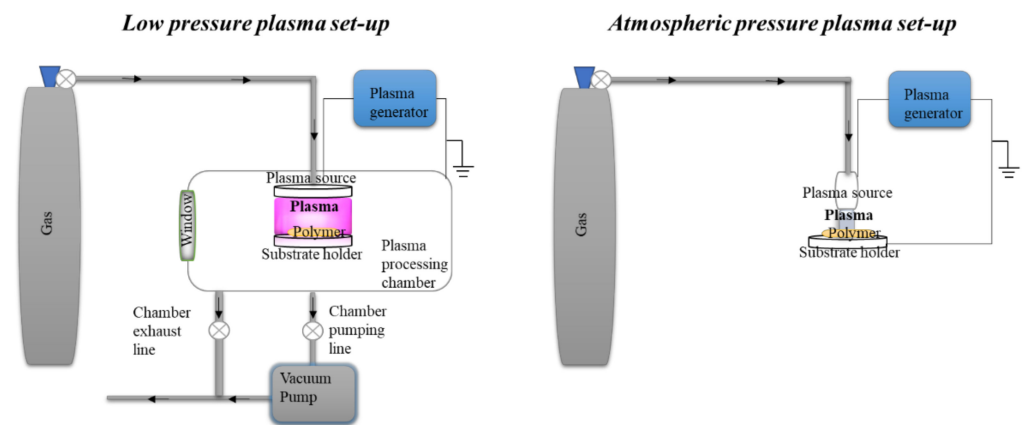 Low pressure plasma set-up
Atmospheric pressure plasma set-up
Plasma
generator
Gas
Plasma source
Plasma
Polymer
Substrate holder
Window
Plasma
processing
chamber
Chamber
exhaust
line
Chamber
pumping
line
Vacuum
Pump
Plasma
generator
Gas
Plasma source
Plasma
Polymer
Substrate holder